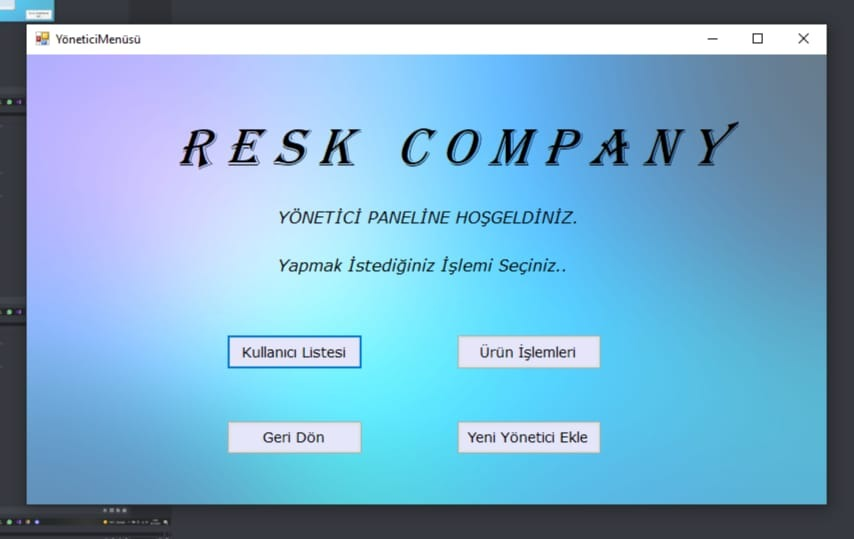 YöneticiMenüsü
RESK COMPANY
YÖNETİCİ PANELİNE HOŞGELDİNİZ.
Yapmak İstediğiniz İşlemi Seçiniz..
Kullanıcı Listesi
Ürün İşlemleri
Geri Dön
Yeni Yönetici Ekle